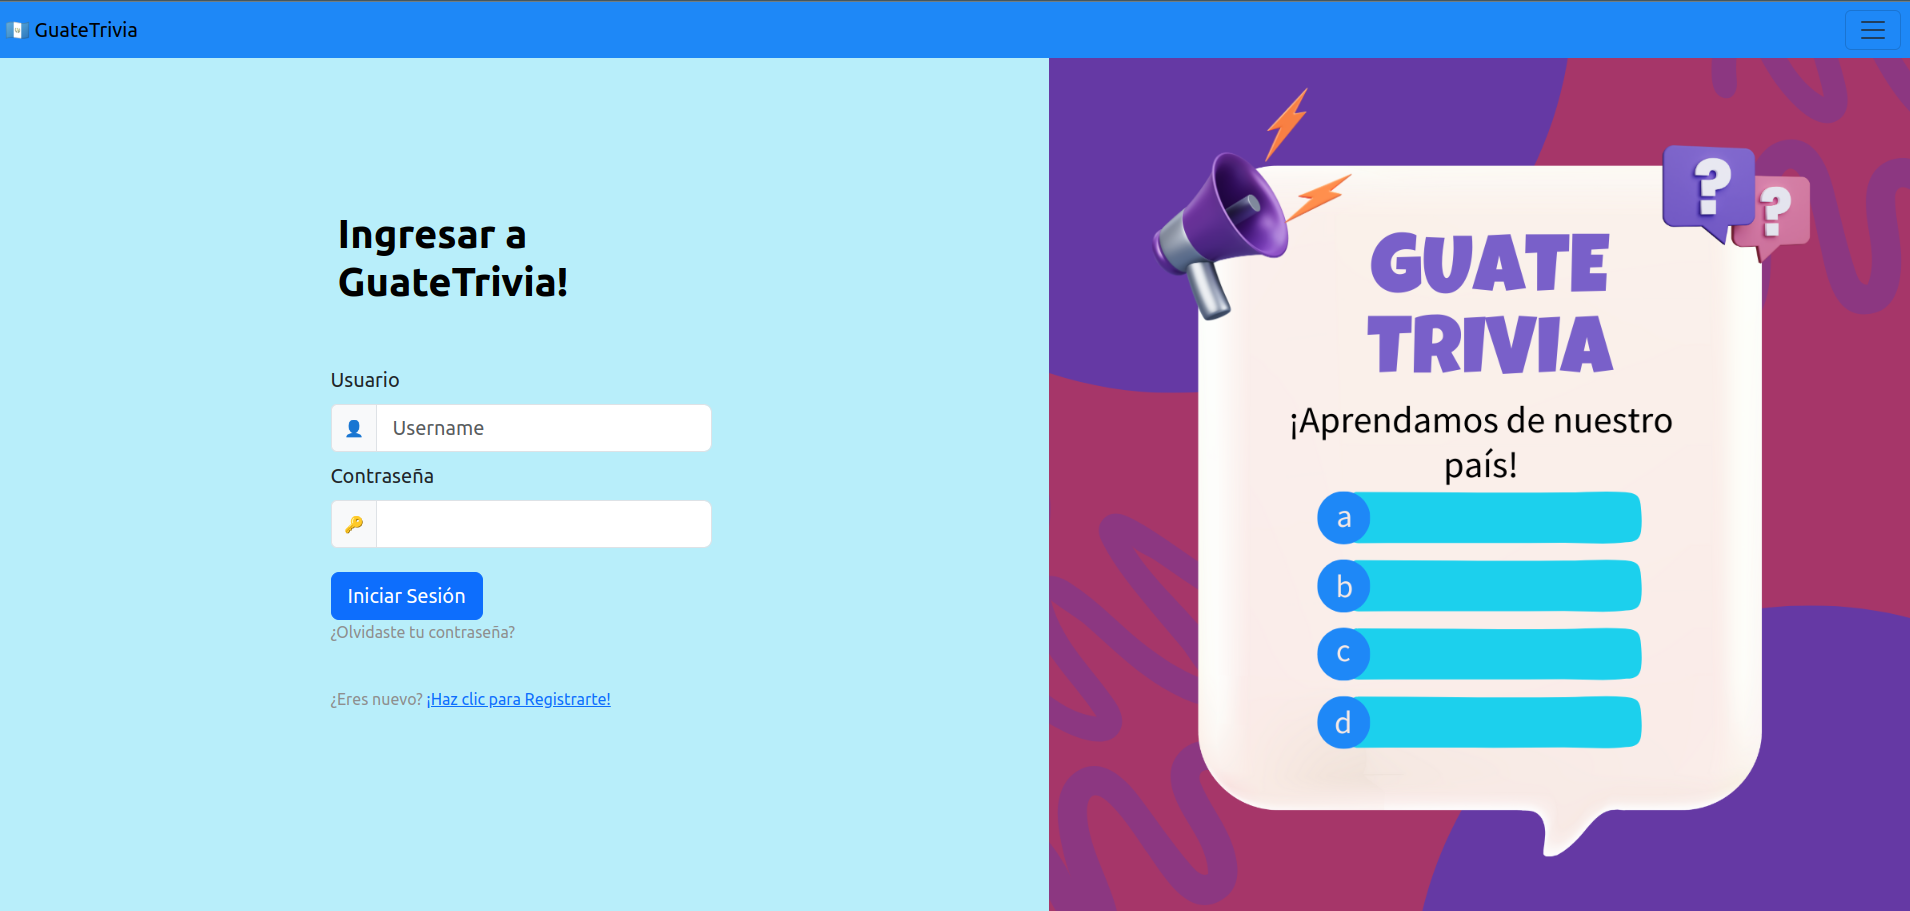 GuateTrivia
Ingresar a
GuateTrivia!
Usuario
Username
Contraseña
Iniciar Sesión
¿Olvidaste tu contraseña?
¿Eres nuevo? ¡Haz clic para Registrarte!
? ?
GUATE
TRIVIA
¡Aprendamos de nuestro
país!
a
b
c
d